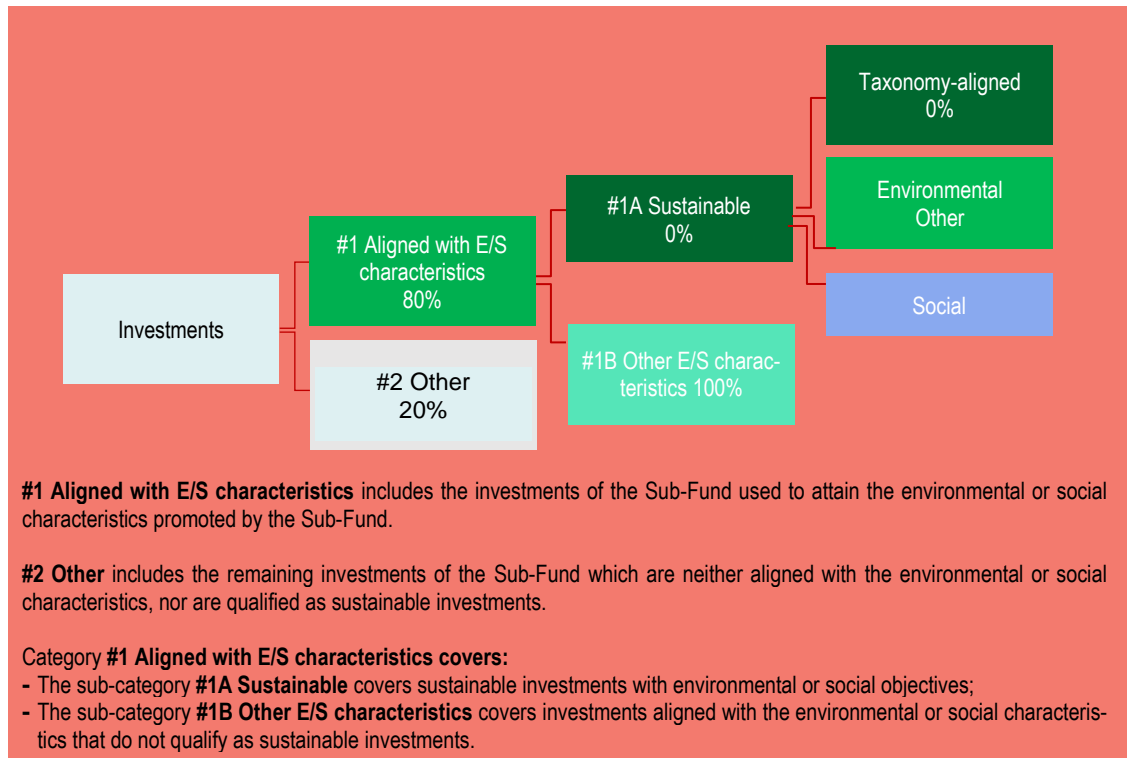 Taxonomy-aligned
0%
Environmental
Other
#1A Sustainable
0%
#1 Aligned with E/S
characteristics
80%
Social
Investments
#1B Other E/S charac-
teristics 100%
#2 Other
20%
#1 Aligned with E/S characteristics includes the investments of the Sub-Fund used to attain the environmental or social
characteristics promoted by the Sub-Fund.
#2 Other includes the remaining investments of the Sub-Fund which are neither aligned with the environmental or social
characteristics, nor are qualified as sustainable investments.
Category #1 Aligned with E/S characteristics covers:
- The sub-category #1A Sustainable covers sustainable investments with environmental or social objectives;
- The sub-category #1B Other E/S characteristics covers investments aligned with the environmental or social characteris-
tics that do not qualify as sustainable investments.